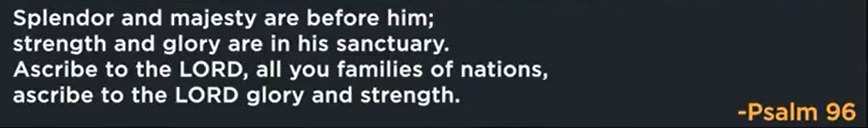 Splendor and majesty are before him;
strength and glory are in his sanctuary.
Ascribe to the LORD, all you families of nations,
ascribe to the LORD glory and strength.
-Psalm 96